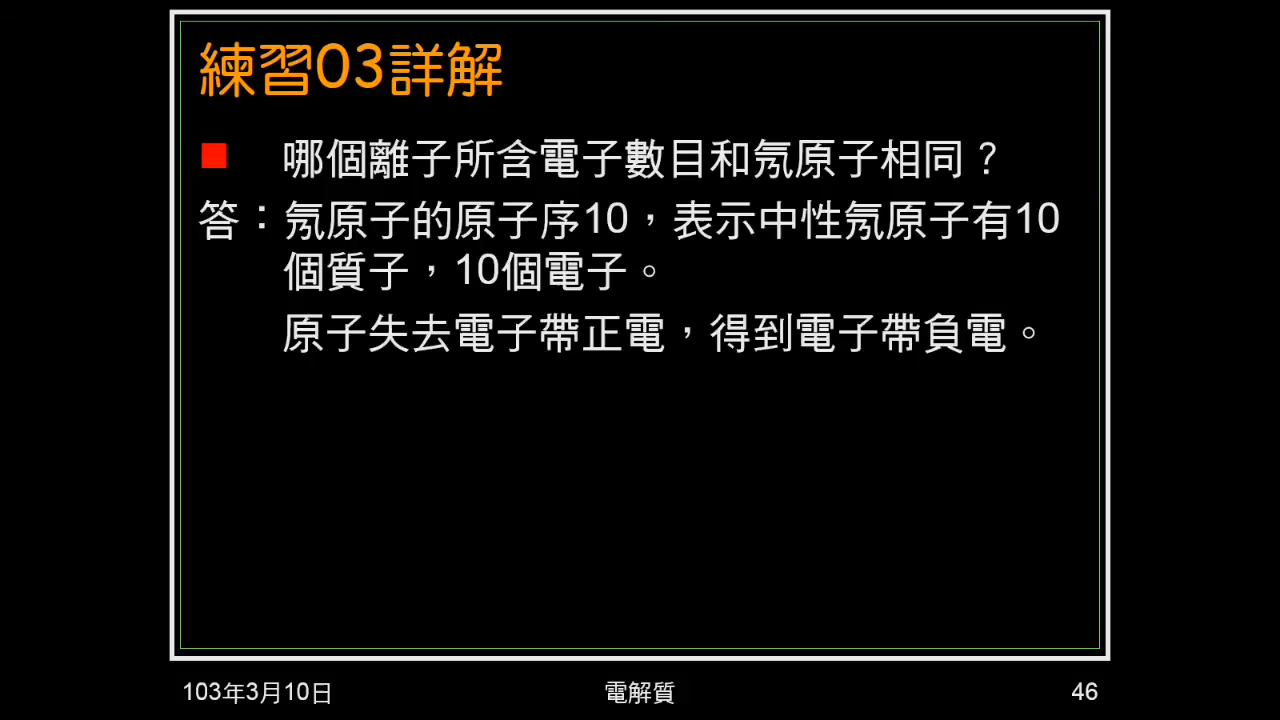 練習03詳解
哪個離子所含電子數目和氖原子相同？
答：氖原子的原子序10，表示中性氖原子有10
個質子，10個電子。
原子失去電子帶正電，得到電子帶負電。
103年3月10日
電解質
46